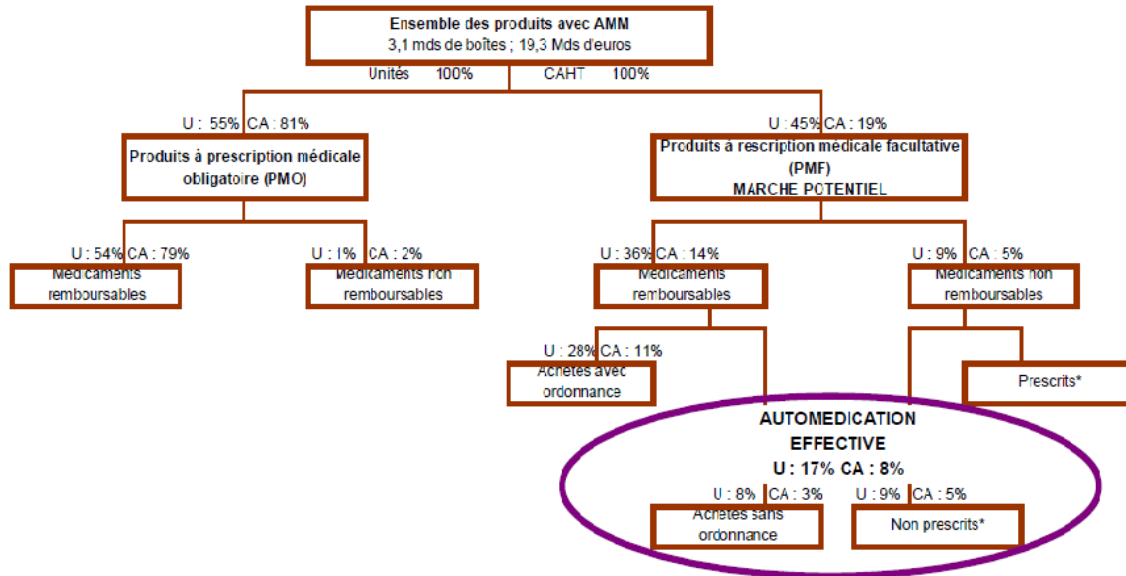 Ensemble des produits avec AMM
3,1 mds de boîtes ; 19,3 Mds d'euros
Unités 100% CAHT 100%
U : 55% CA : 81%
U : 45% CA : 19%
Produits à prescription médicale
obligatoire (PMO)
Produits à rescription médicale facultative
(PMF)
MARCHE POTENTIEL
U : 54% CA : 79%
U : 1% CA : 2%
U : 36% CA : 14%
U : 9% CA : 5%
Médicaments
remboursables
Médicaments non
remboursables
Médicaments
remboursables
Médicaments non
remboursables
U : 28% CA : 11%
Achetés avec
ordonnance
Prescrits*
AUTOMEDICATION
EFFECTIVE
U : 17% CA : 8%
U : 8% CA : 3%
U : 9% CA : 5%
Achetés sans
ordonnance
Non prescrits*